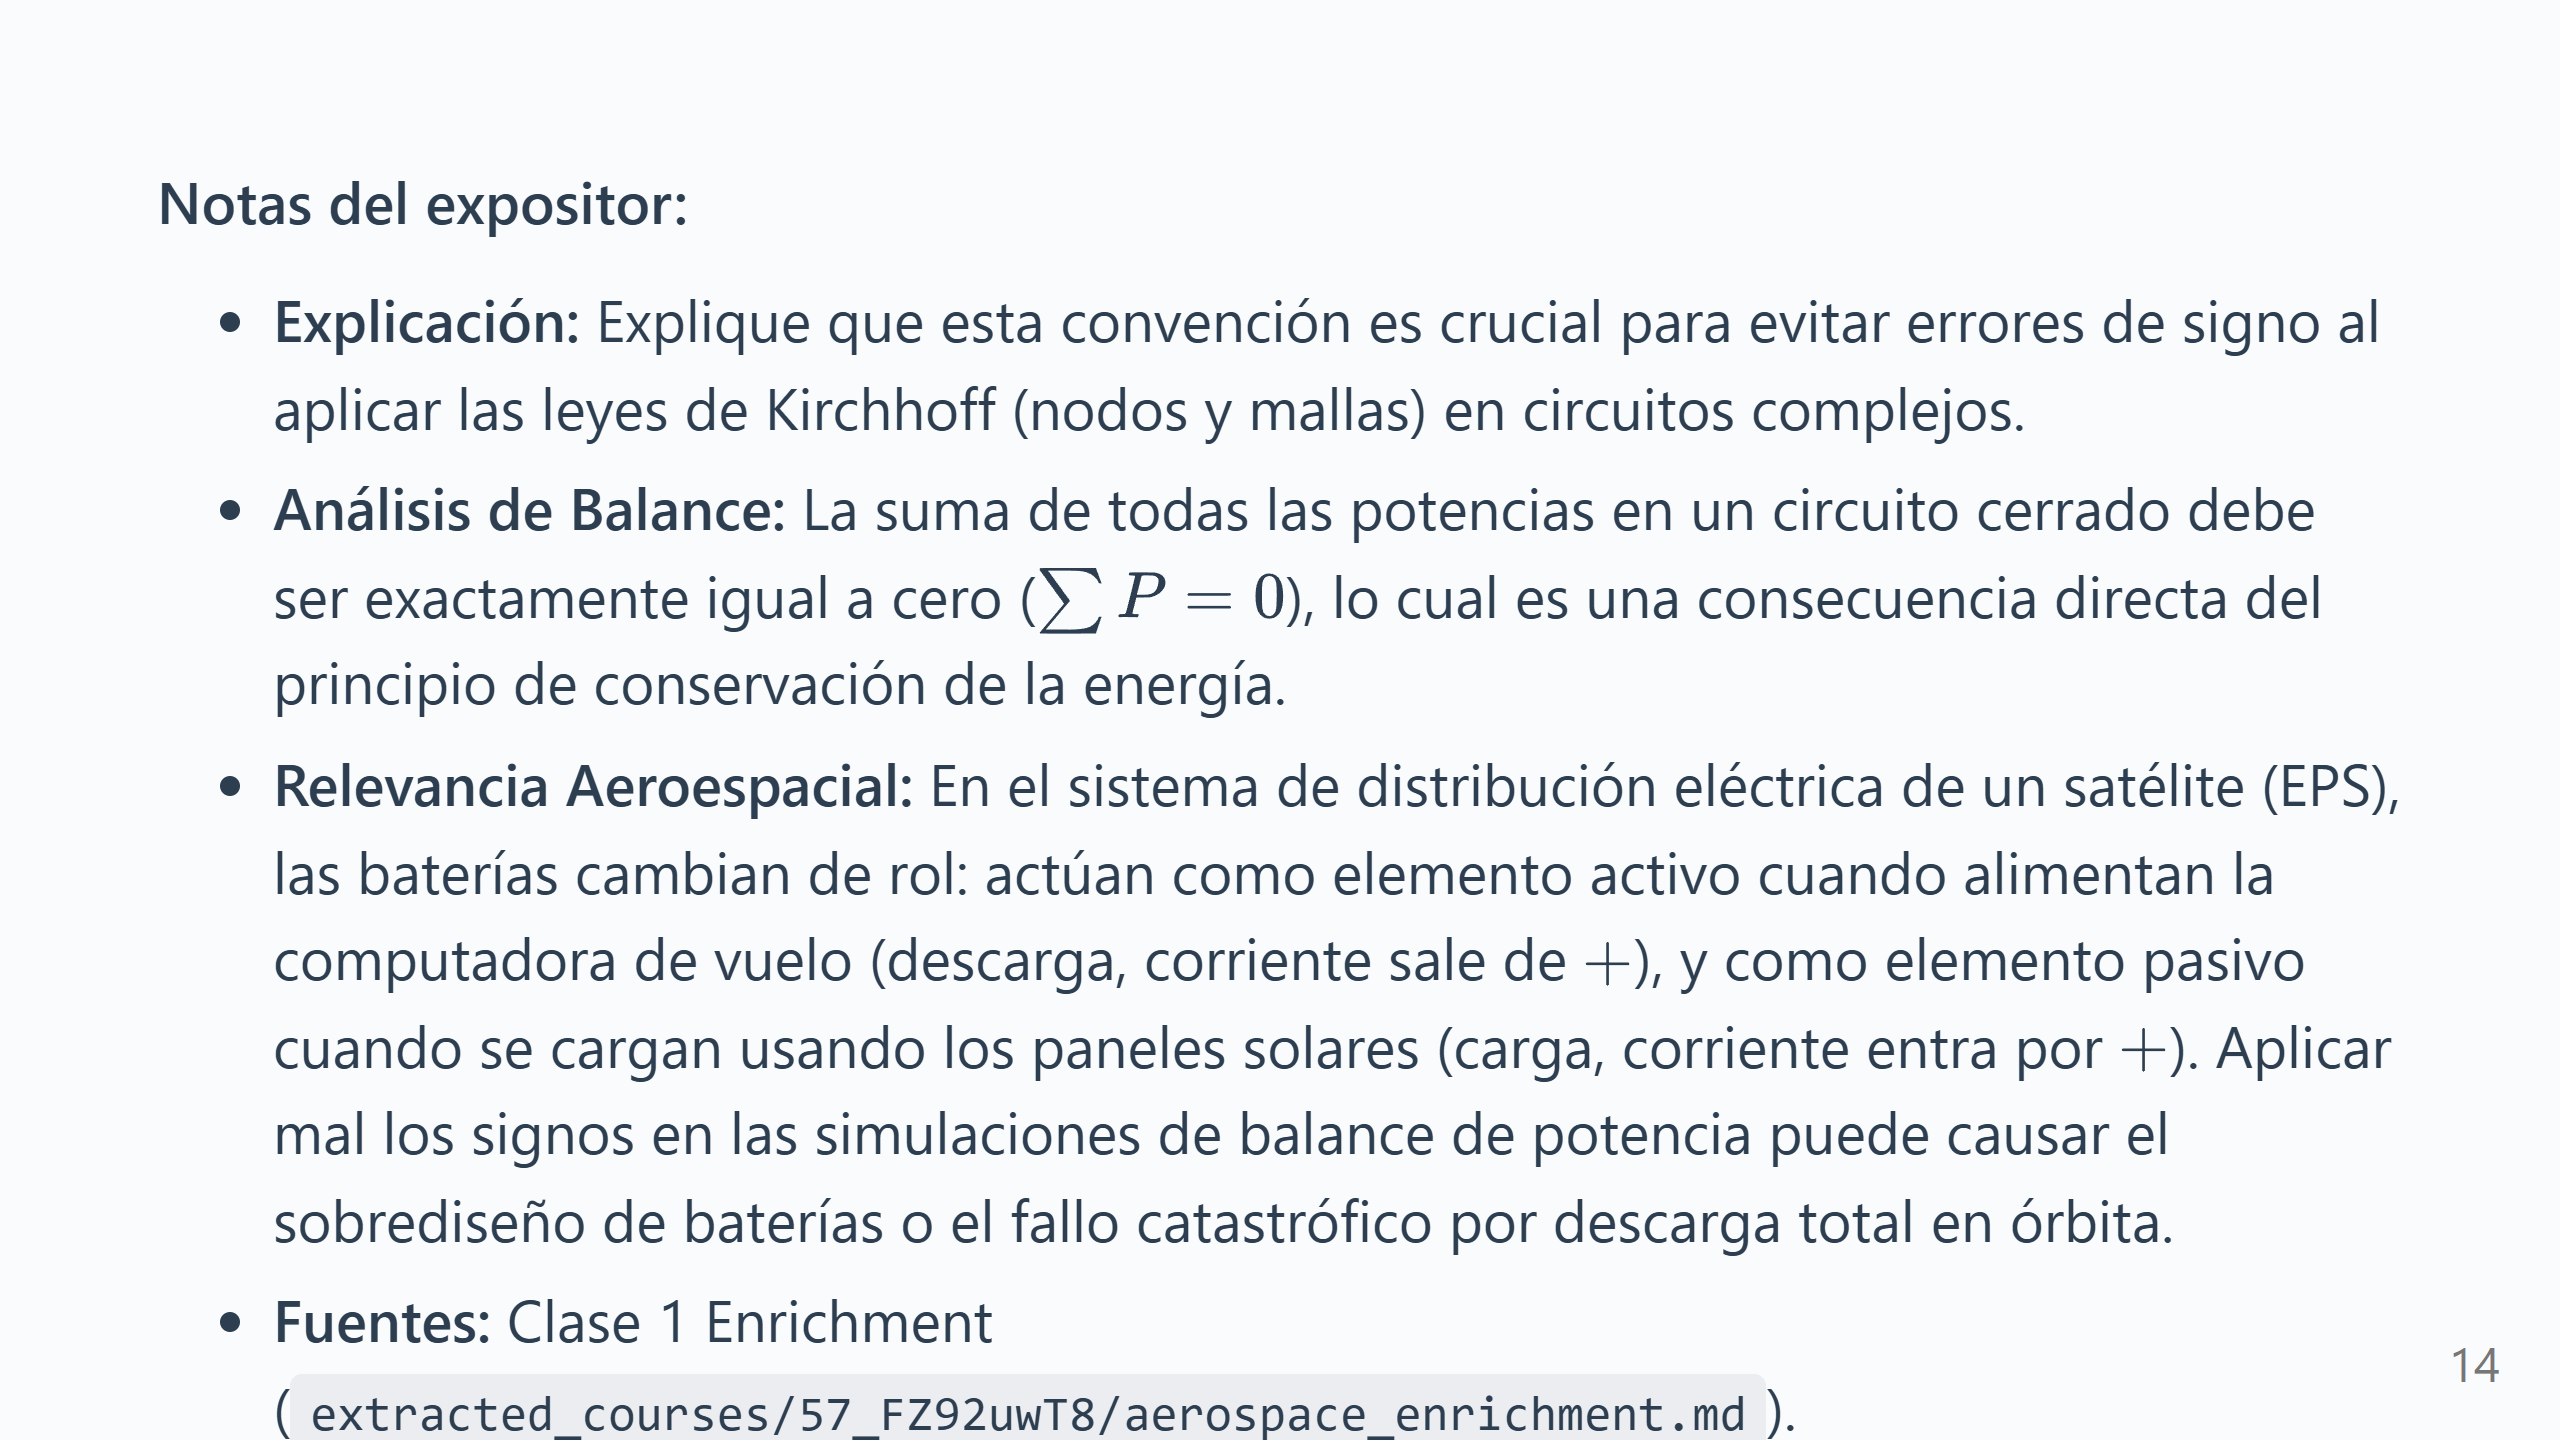 Notas del expositor:
• Explicación: Explique que esta convención es crucial para evitar errores de signo al
aplicar las leyes de Kirchhoff (nodos y mallas) en circuitos complejos.
• Análisis de Balance: La suma de todas las potencias en un circuito cerrado debe
ser exactamente igual a cero (∑ P = 0), lo cual es una consecuencia directa del
principio de conservación de la energía.
• Relevancia Aeroespacial: En el sistema de distribución eléctrica de un satélite (EPS),
las baterías cambian de rol: actúan como elemento activo cuando alimentan la
computadora de vuelo (descarga, corriente sale de +), y como elemento pasivo
cuando se cargan usando los paneles solares (carga, corriente entra por +). Aplicar
mal los signos en las simulaciones de balance de potencia puede causar el
sobrediseño de baterías o el fallo catastrófico por descarga total en órbita.
• Fuentes: Clase 1 Enrichment
(extracted_courses/57_FZ92uwT8/aerospace_enrichment.md).
14